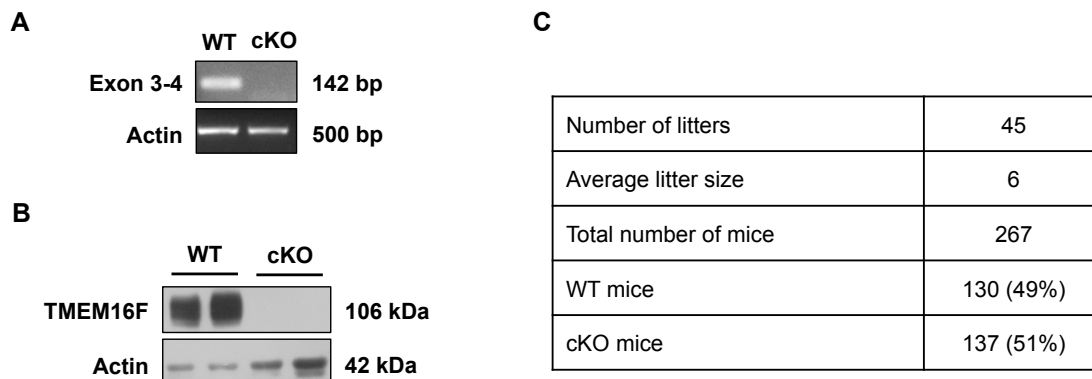 A
WT cKO
Exon 3-4 142 bp
Actin 500 bp
B
WT cKO
TMEM16F 106 kDa
Actin 42 kDa
C
Number of litters 45
Average litter size 6
Total number of mice 267
WT mice 130 (49%)
cKO mice 137 (51%)